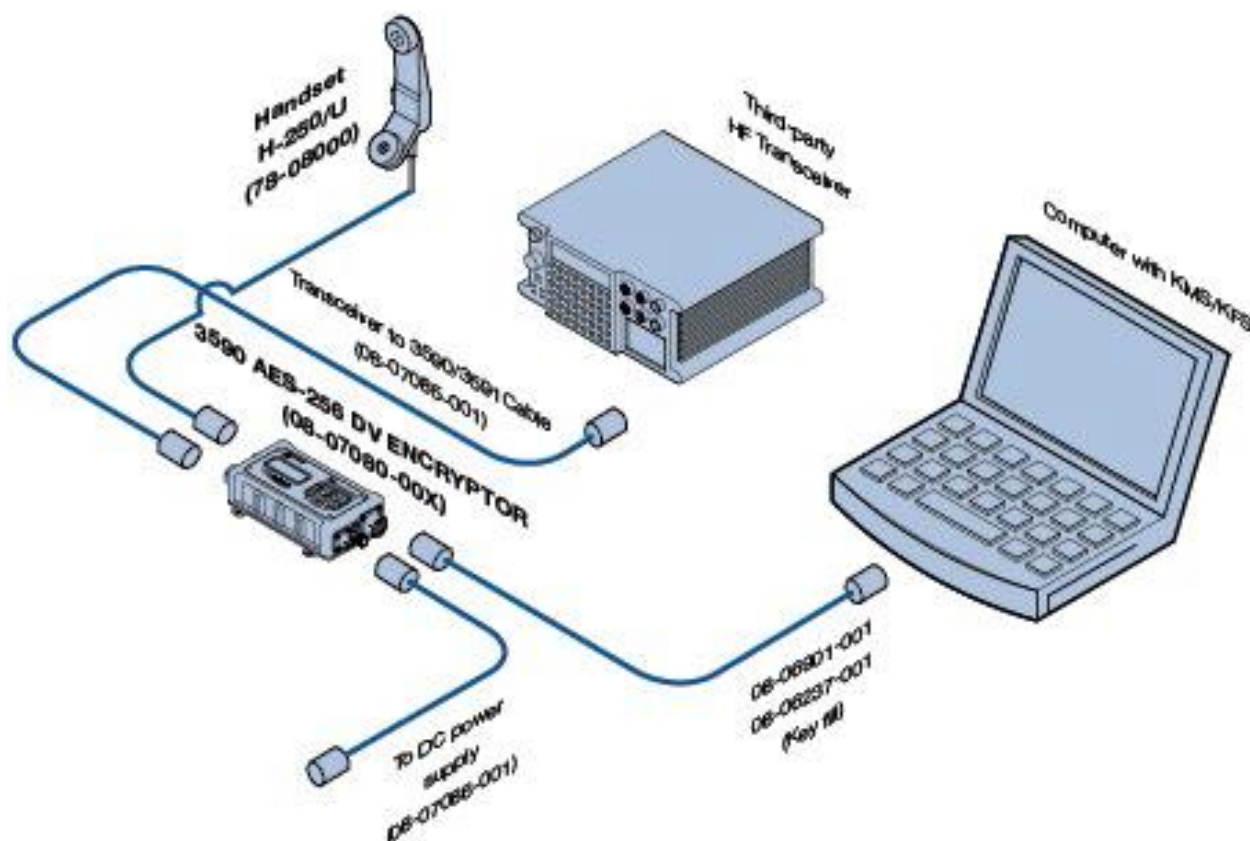 Handset
H-250/U
(78-08000)
Third-party
HF Transceiver
Computer with KMS/KFS
Transceiver to 3590/3591 Cable
(08-07085-001)
3590 AES-256 DV ENCRYPTOR
(08-07080-00X)
08-06901-001
08-06237-001
(Key fill)
To DC power
supply
(08-07086-001)